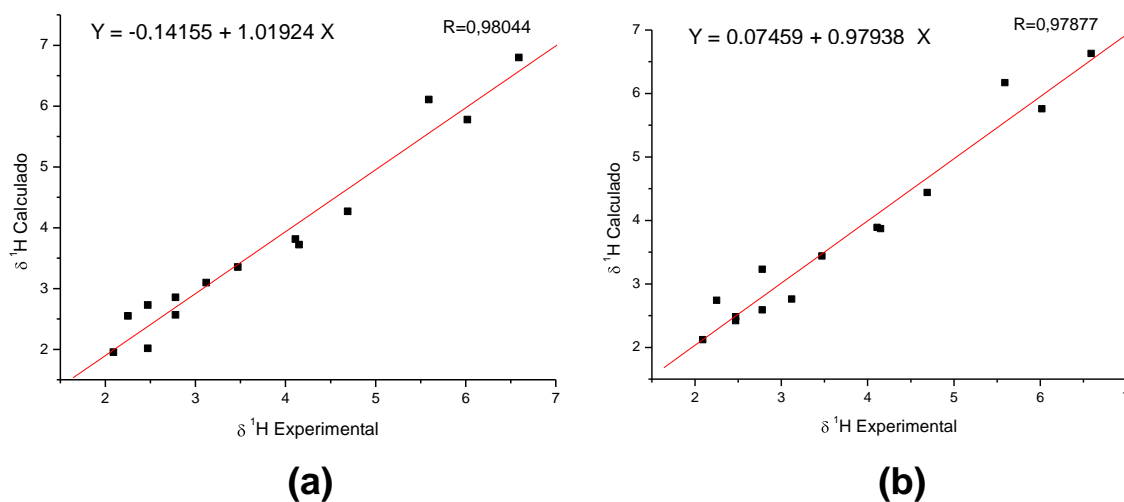 Y = -0.14155 + 1.01924 X
R=0,98044
7
6
5
4
3
2
δ ¹H Calculado
2 3 4 5 6 7
δ ¹H Experimental
(a)
Y = 0.07459 + 0.97938 X
R=0,97877
7
6
5
4
3
2
δ ¹H Calculado
2 3 4 5 6 7
δ ¹H Experimental
(b)